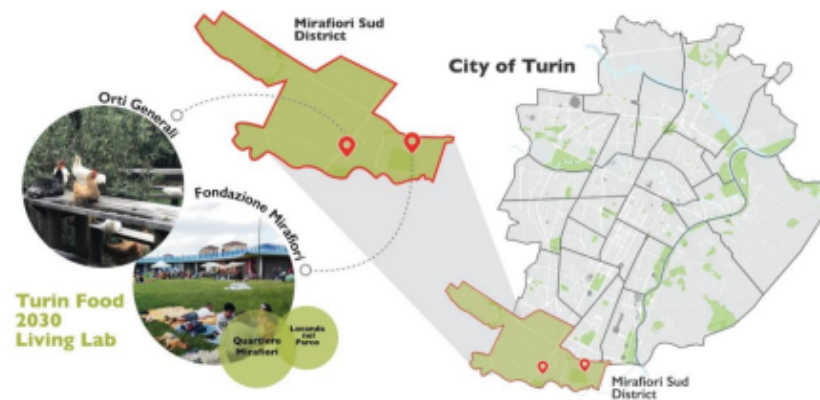 Mirafiori Sud
District
City of Turin
Orti Generali
Fondazione Mirafiori
Turin Food
2030
Living Lab
Quartiere
Mirafiori
Locanda
nel
Parco
Mirafiori Sud
District